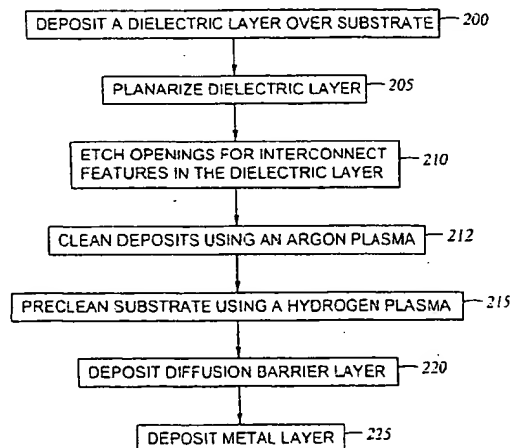 DEPOSIT A DIELECTRIC LAYER OVER SUBSTRATE 200
PLANARIZE DIELECTRIC LAYER 205
ETCH OPENINGS FOR INTERCONNECT
FEATURES IN THE DIELECTRIC LAYER 210
CLEAN DEPOSITS USING AN ARGON PLASMA 212
PRECLEAN SUBSTRATE USING A HYDROGEN PLASMA 215
DEPOSIT DIFFUSION BARRIER LAYER 220
DEPOSIT METAL LAYER 225